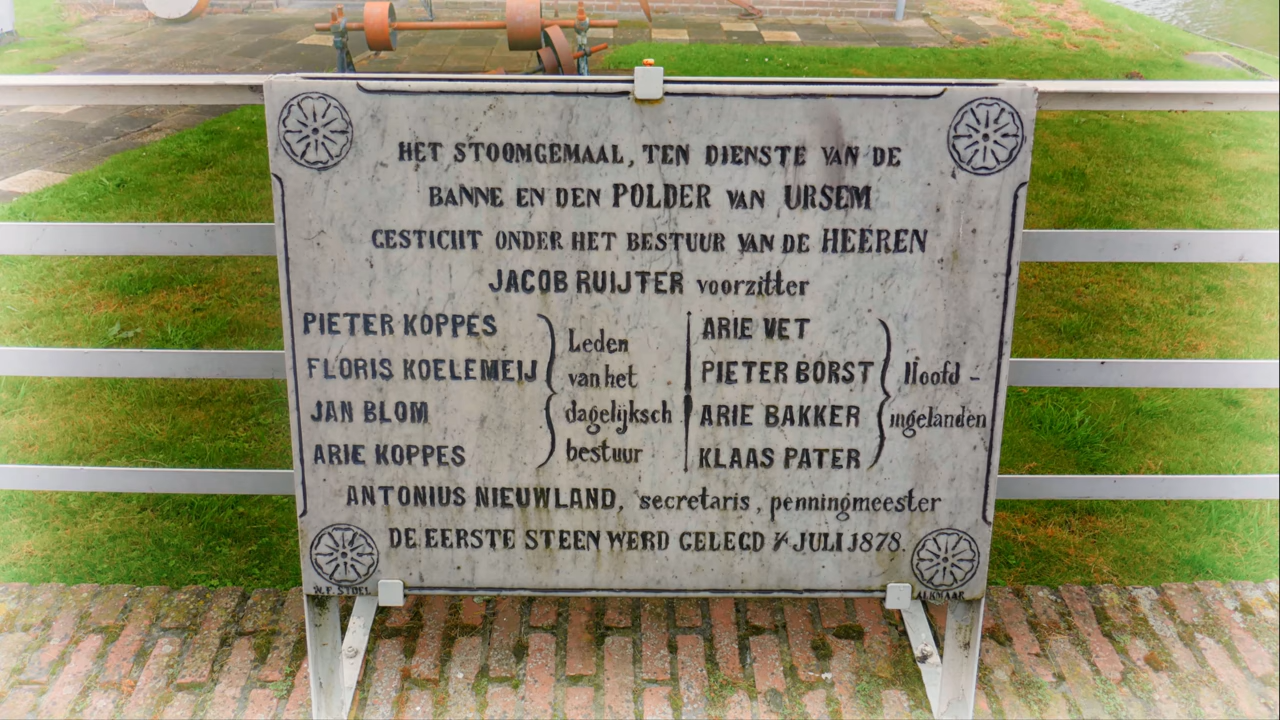 HET STOOMGEMAAL, TEN DIENSTE VAN DE
BANNE EN DEN POLDER VAN URSEM
GESTICHT ONDER HET BESTUUR VAN DE HEEREN
JACOB RUIJTER voorzitter
PIETER KOPPES
FLORIS KOELEMEIJ
JAN BLOM
ARIE KOPPES
Leden
van het
dagelijksch
bestuur
ARIE VET
PIETER BORST
ARIE BAKKER
KLAAS PATER
Hoofd-
ingelanden
ANTONIUS NIEUWLAND, secretaris, penningmeester
DE EERSTE STEEN WERD GELEGD JULI 1878.
W.F. STOEL
ALKMAAR